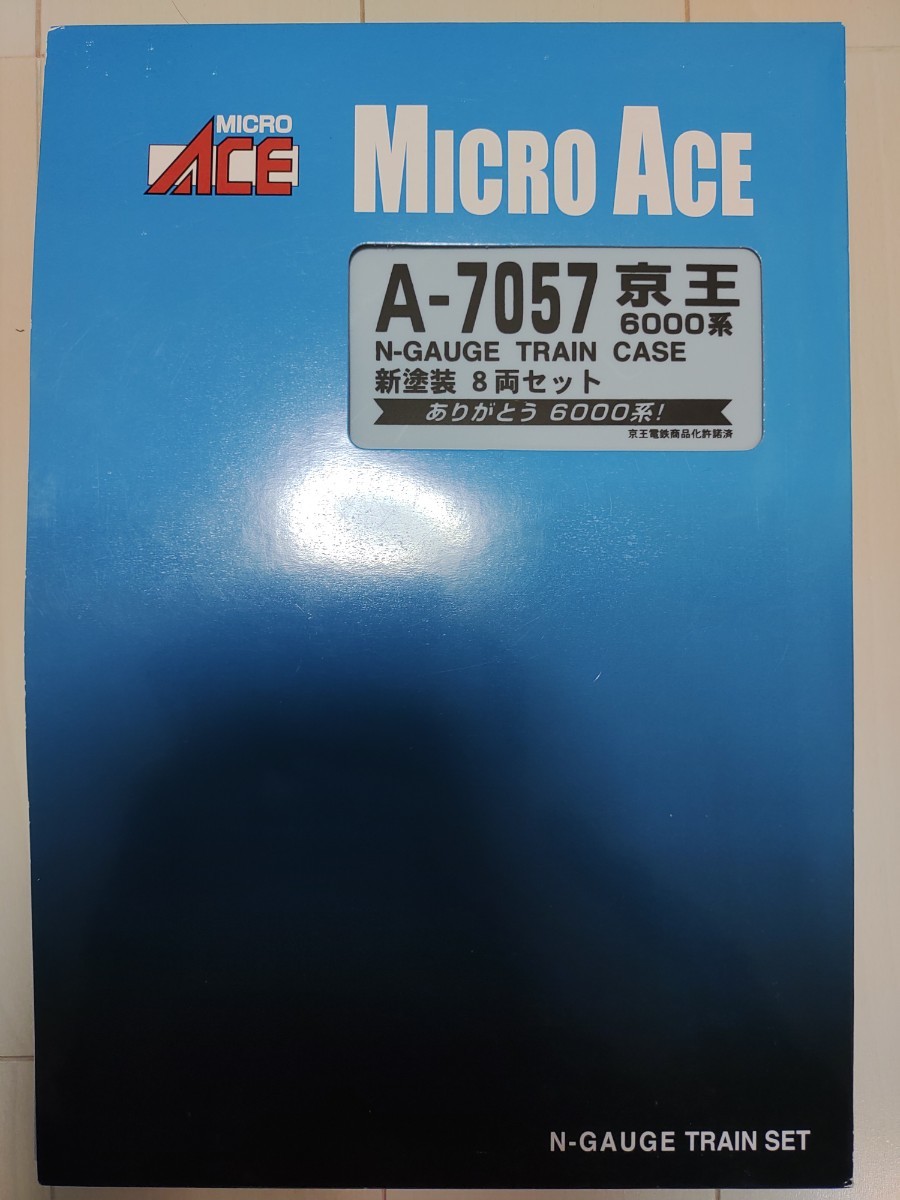 MICRO
ACE
MICRO ACE
A-7057 京王
6000系
N-GAUGE TRAIN CASE
新塗装 8両セット
ありがとう 6000系!
京王電鉄商品化許諾済
N-GAUGE TRAIN SET